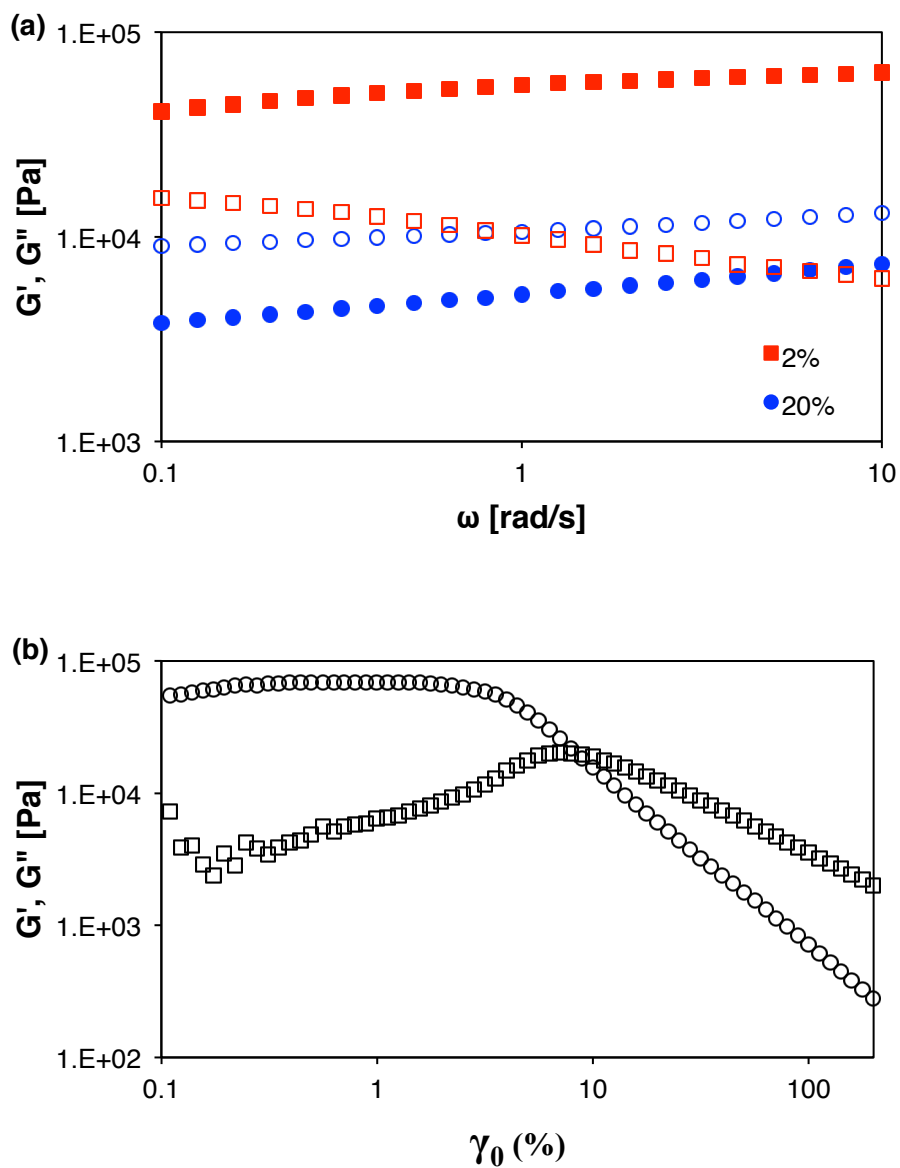 (a)
1.E+05
1.E+04
1.E+03
G', G" [Pa]
2%
20%
0.1 1 10
ω [rad/s]
(b)
1.E+05
1.E+04
1.E+03
1.E+02
G', G" [Pa]
0.1 1 10 100
γ0 (%)